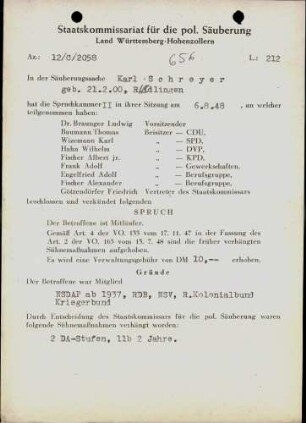 Staatskommissariat für die pol. Säuberung
Land Württemberg-Hohenzollern
Az.: 12/C/2058 656 L: 212
In der Säuberungssache Karl Schreyer
geb. 21.2.00, Riedlingen
hat die Spruchkammer II in ihrer Sitzung am 6.8.48, an welcher
teilgenommen haben:
Dr. Ludwig Vorsitzender
Baumann Thomas Beisitzer — CDU,
Wizemann Karl „ — SPD,
Hahn Wilhelm „ — DVP,
Fischer Albert jr. „ — KPD,
Frank Adolf „ — Gewerkschaften.
Engelfried Adolf „ — Berufsgruppe,
Fischer Alexander „ — Berufsgruppe,
Götzendörfer Friedrich Vertreter des Staatskommissars
beschlossen und verkündet folgenden
SPRUCH
Der Betroffene ist Mitläufer.
Gemäß Art. 4 der VO. 133 vom 17. 11. 47 in der Fassung des
Art. 2 der VO. 165 vom 13. 7. 48 sind die früher verhängten
Sühnemaßnahmen aufgehoben.
Es wird eine Verwaltungsgebühr von DM 10,-- erhoben.
Gründe
Der Betroffene war Mitglied
NSDAP ab 1937, RDB, NSV, R.Kolonialbund
Kriegerbund
Durch Entscheidung des Staatskommissars für die pol. Säuberung waren
folgende Sühnemaßnahmen verhängt worden:
2 DA-Stufen, 11b 2 Jahre.